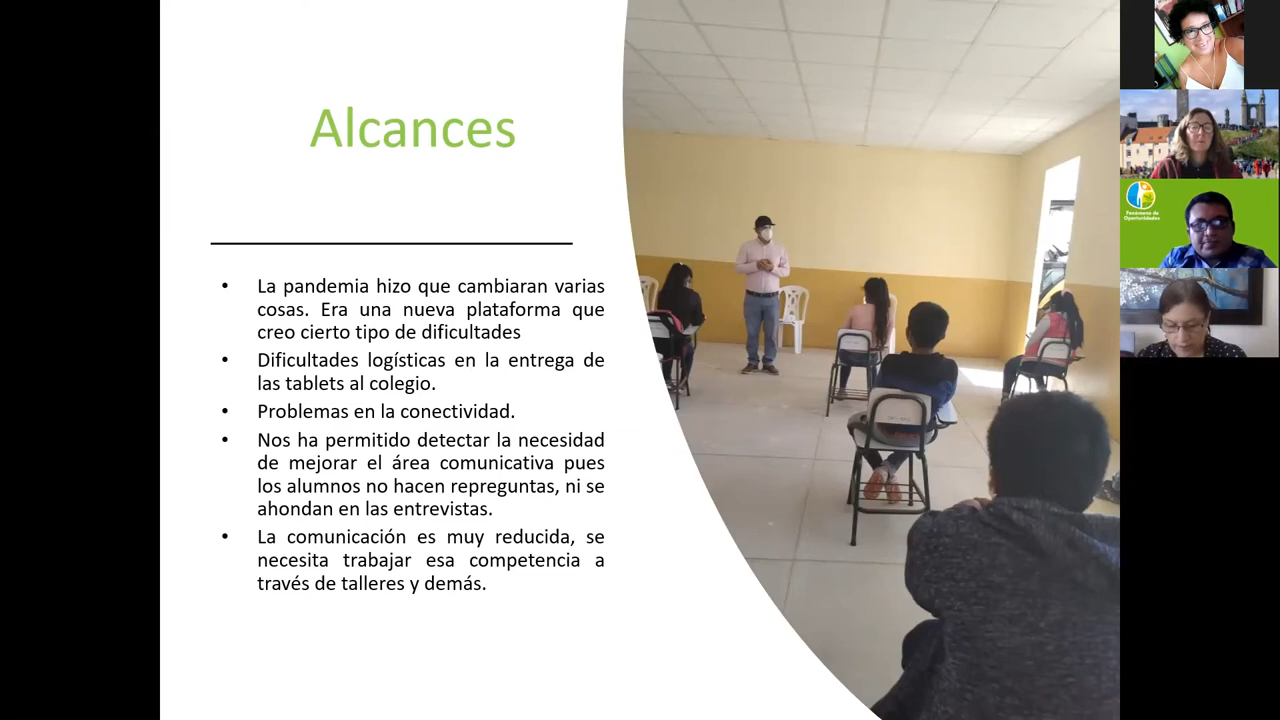 Alcances
• La pandemia hizo que cambiaran varias
cosas. Era una nueva plataforma que
creo cierto tipo de dificultades
• Dificultades logísticas en la entrega de
las tablets al colegio.
• Problemas en la conectividad.
• Nos ha permitido detectar la necesidad
de mejorar el área comunicativa pues
los alumnos no hacen repreguntas, ni se
ahondan en las entrevistas.
• La comunicación es muy reducida, se
necesita trabajar esa competencia a
través de talleres y demás.
Fenómeno de
Oportunidades